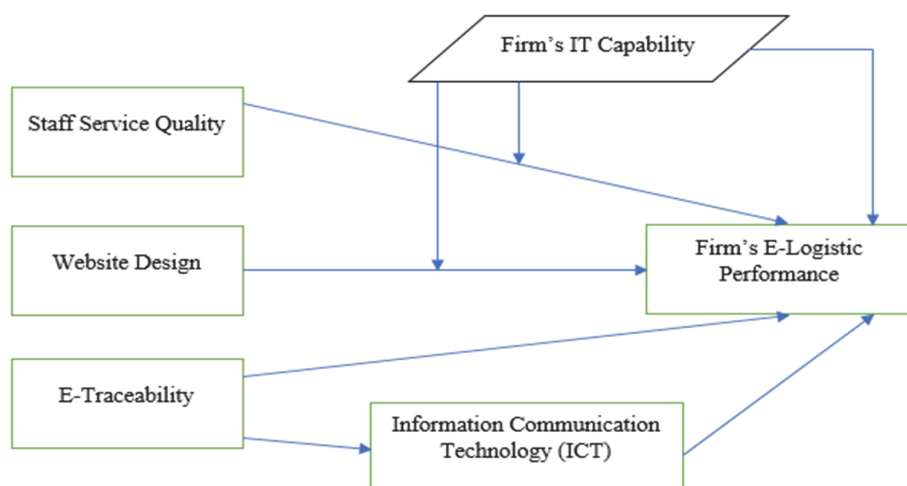 Firm’s IT Capability
Staff Service Quality
Website Design
Firm’s E-Logistic
Performance
E-Traceability
Information Communication
Technology (ICT)